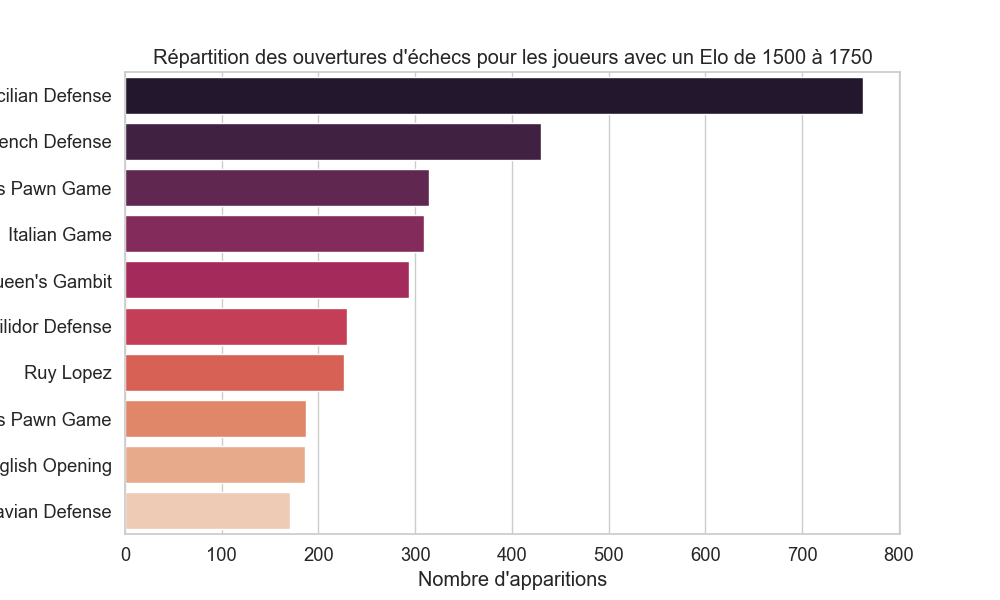 Répartition des ouvertures d'échecs pour les joueurs avec un Elo de 1500 à 1750
cilian Defense
ench Defense
s Pawn Game
Italian Game
ueen's Gambit
ilidor Defense
Ruy Lopez
s Pawn Game
glish Opening
avian Defense
0 100 200 300 400 500 600 700 800
Nombre d'apparitions